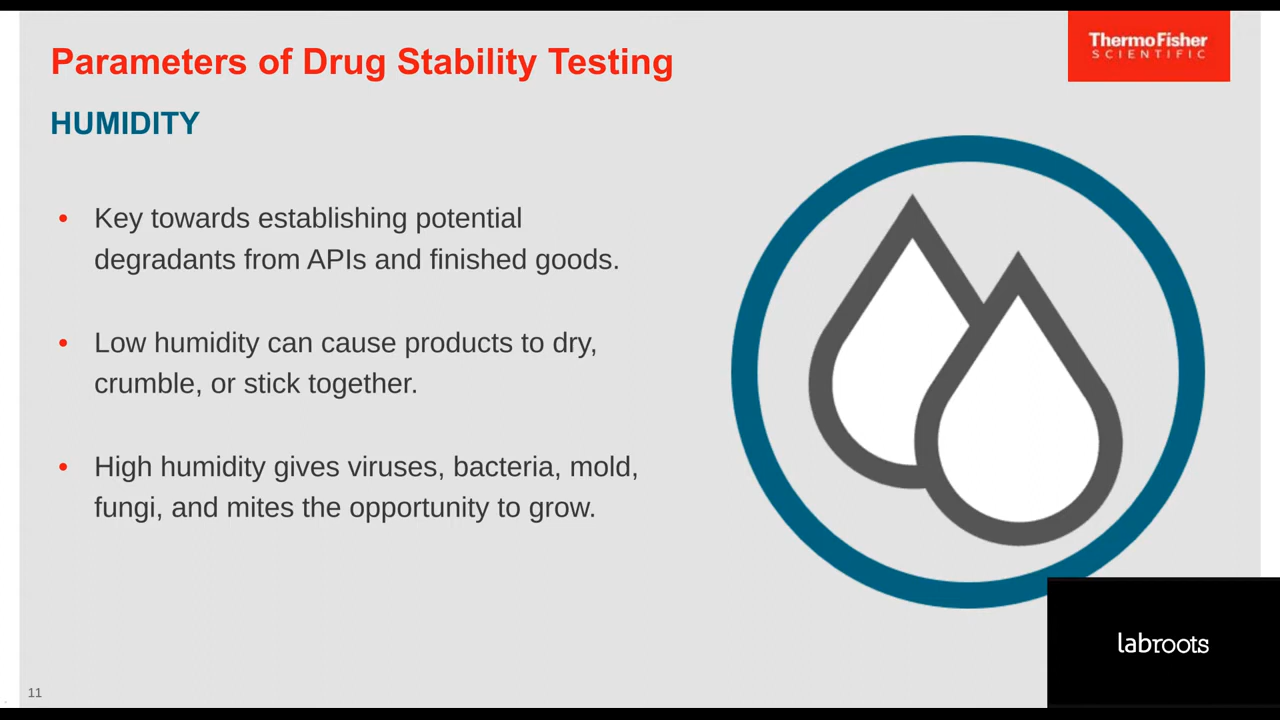 Parameters of Drug Stability Testing
ThermoFisher
SCIENTIFIC
HUMIDITY
• Key towards establishing potential
degradants from APIs and finished goods.
• Low humidity can cause products to dry,
crumble, or stick together.
• High humidity gives viruses, bacteria, mold,
fungi, and mites the opportunity to grow.
labroots
11